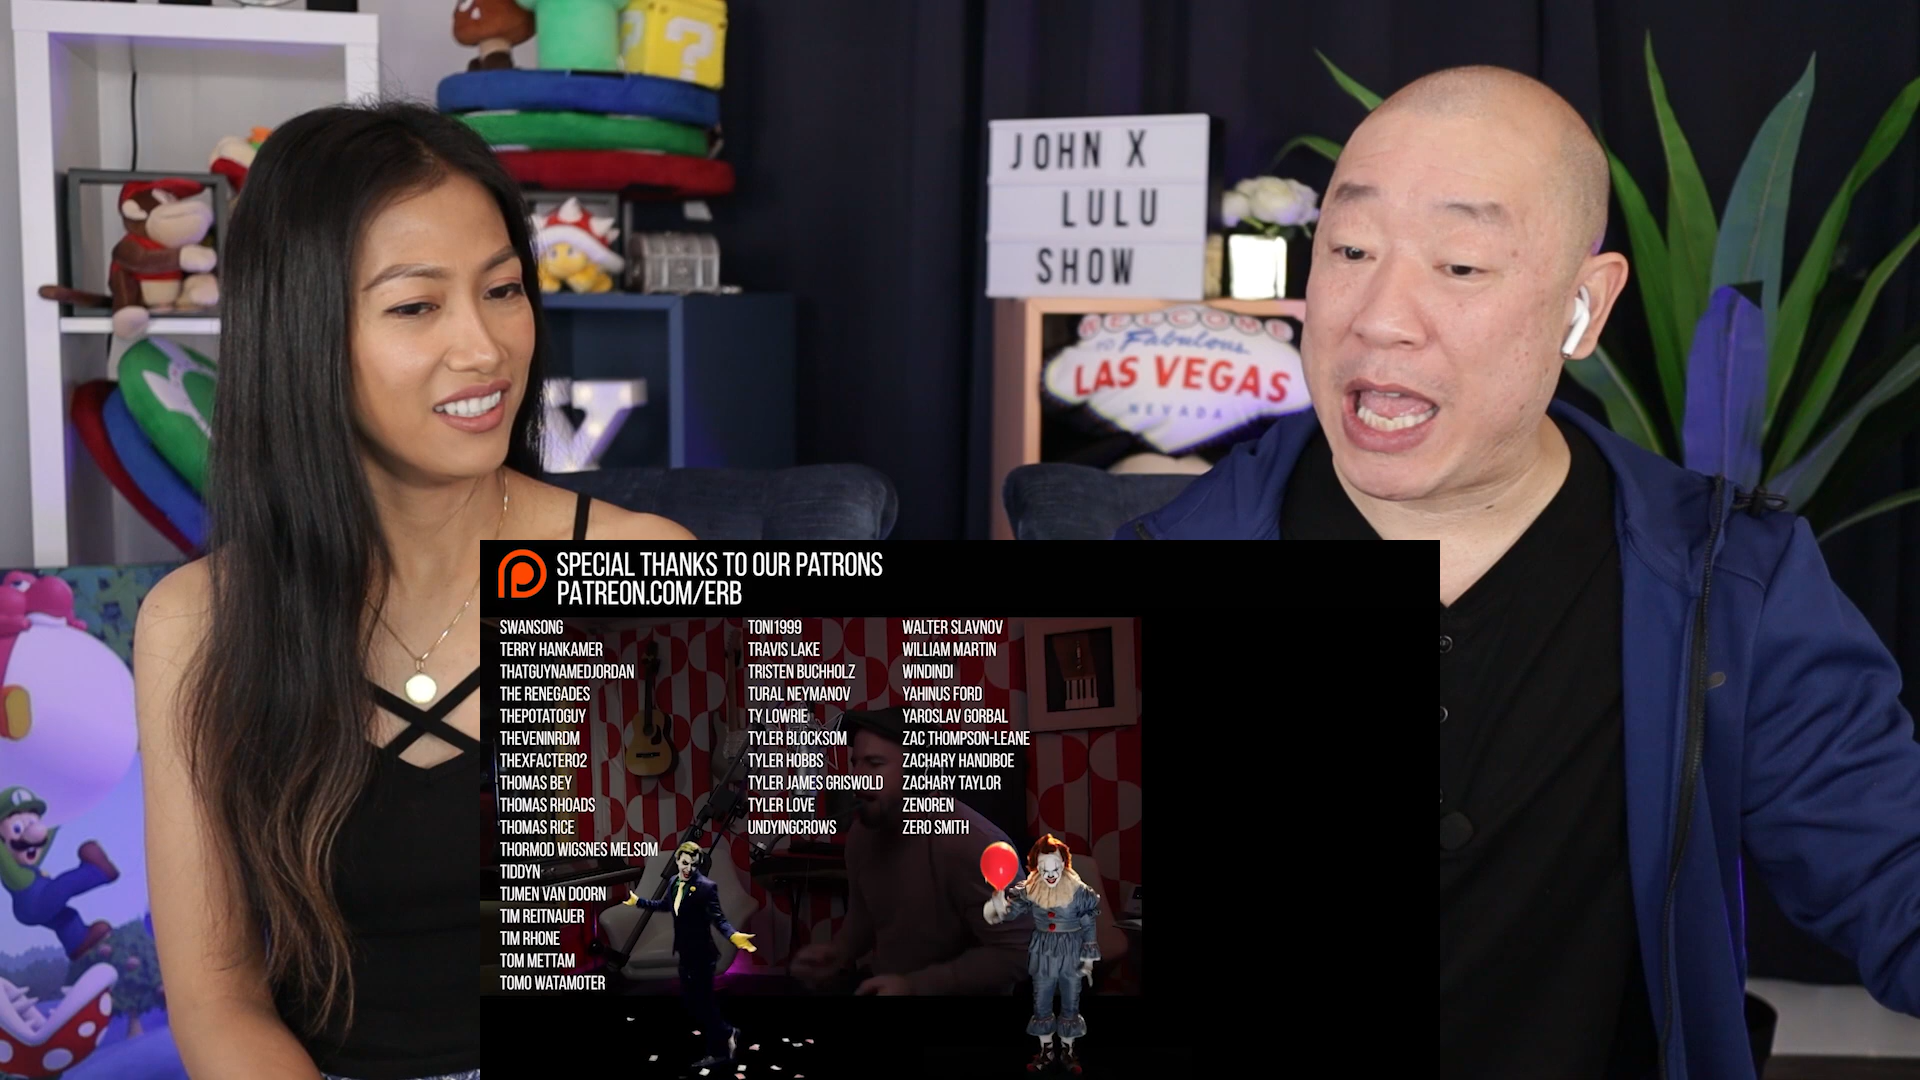 JOHN X
LULU
SHOW
WELCOME
TO Fabulous
LAS VEGAS
NEVADA
Y
? ?
SPECIAL THANKS TO OUR PATRONS
PATREON.COM/ERB
SWANSONG
TERRY HANKAMER
THATGUYNAMEDJORDAN
THE RENEGADES
THEPOTATOGUY
THEVENINRDM
THEXFACTER02
THOMAS BEY
THOMAS RHOADS
THOMAS RICE
THORMOD WIGSNES MELSOM
TIDDYN
TIJMEN VAN DOORN
TIM REITNAUER
TIM RHONE
TOM METTAM
TOMO WATAMOTER
TONI1999
TRAVIS LAKE
TRISTEN BUCHHOLZ
TURAL NEYMANOV
TY LOWRIE
TYLER BLOCKSOM
TYLER HOBBS
TYLER JAMES GRISWOLD
TYLER LOVE
UNDYINGCROWS
WALTER SLAVNOV
WILLIAM MARTIN
WINDINDI
YAHINUS FORD
YAROSLAV GORBAL
ZAC THOMPSON-LEANE
ZACHARY HANDIBOE
ZACHARY TAYLOR
ZENOREN
ZERO SMITH